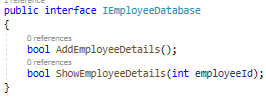 1 reference
public interface IEmployeeDatabase
{
0 references
bool AddEmployeeDetails();
0 references
bool ShowEmployeeDetails(int employeeId);
}